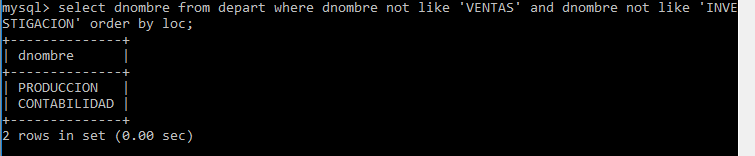 mysql> select dnombre from depart where dnombre not like 'VENTAS' and dnombre not like 'INVE
STIGACION' order by loc;
+--------------+
| dnombre      |
+--------------+
| PRODUCCION   |
| CONTABILIDAD |
+--------------+
2 rows in set (0.00 sec)